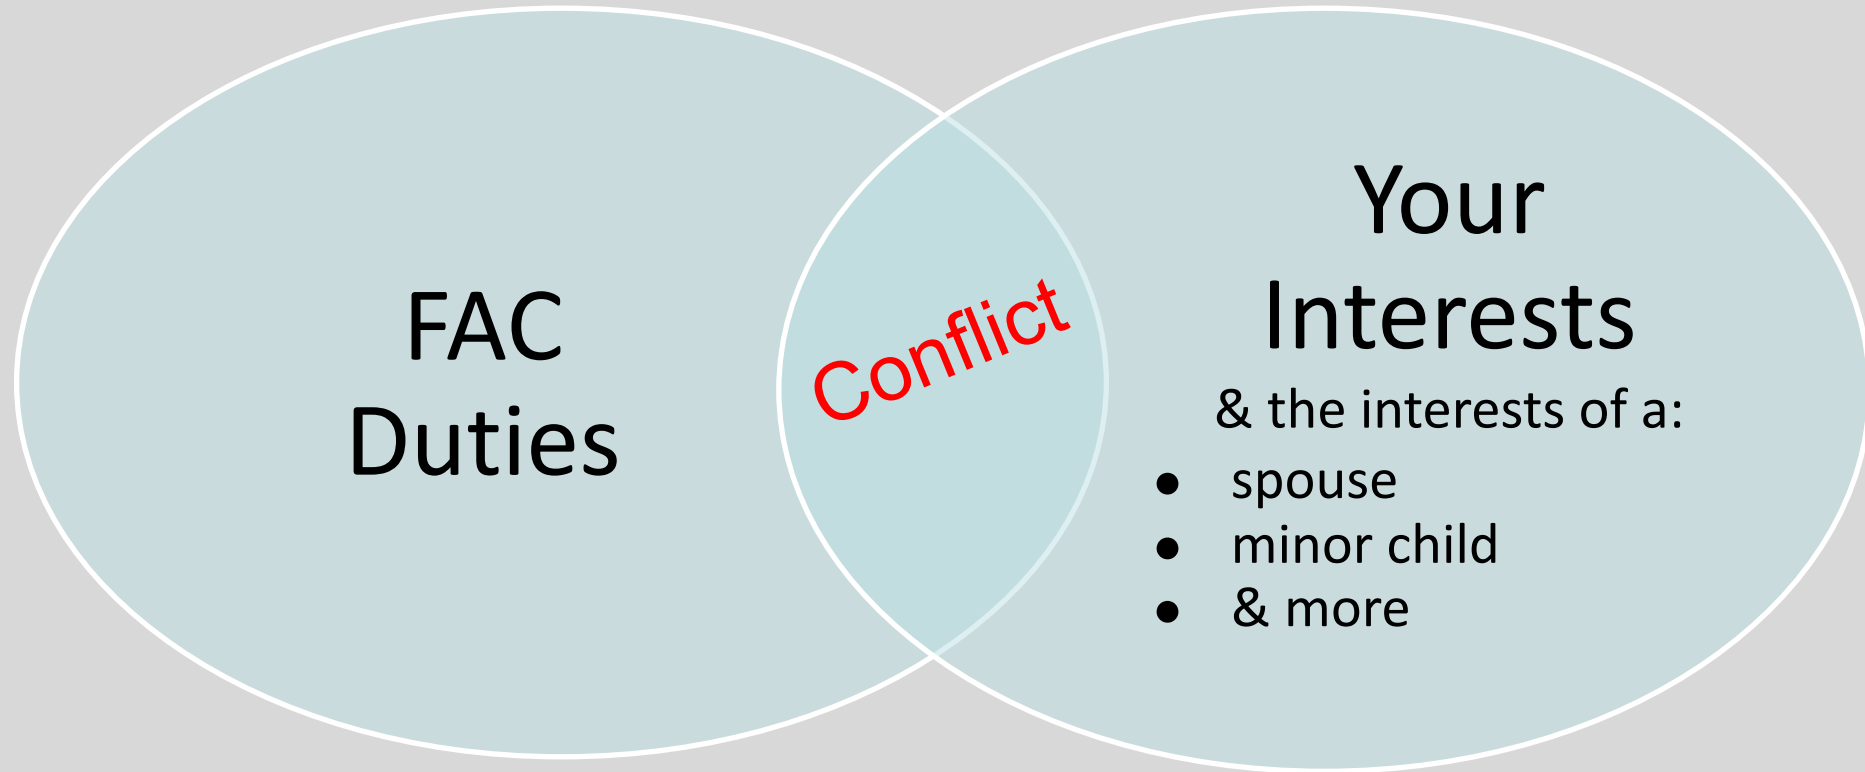 FAC
Duties
Conflict
Your
Interests
& the interests of a:
● spouse
● minor child
● & more